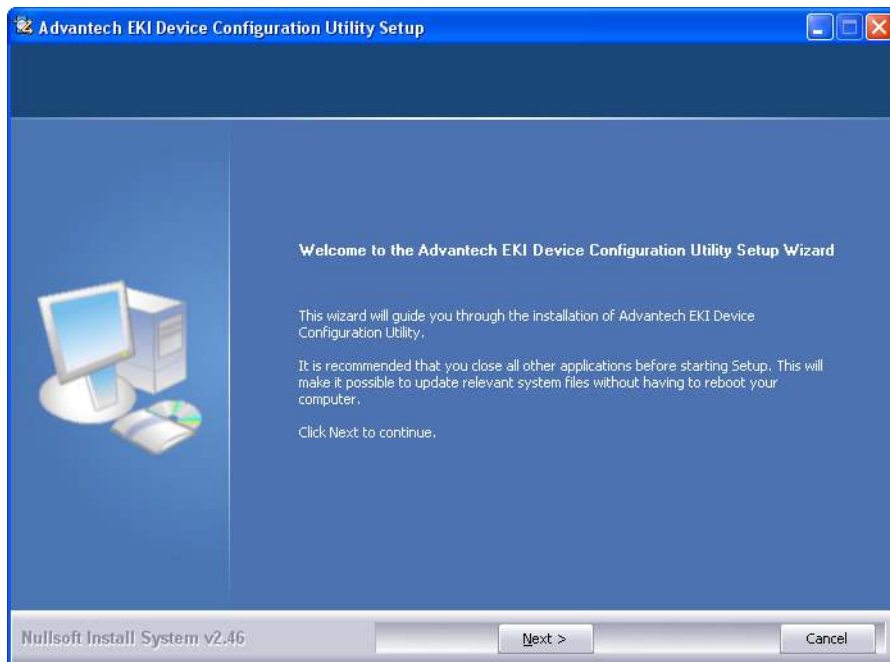 Advantech EKI Device Configuration Utility Setup
Welcome to the Advantech EKI Device Configuration Utility Setup Wizard
This wizard will guide you through the installation of Advantech EKI Device
Configuration Utility.
It is recommended that you close all other applications before starting Setup. This will
make it possible to update relevant system files without having to reboot your
computer.
Click Next to continue.
Nullsoft Install System v2.46
Next >
Cancel